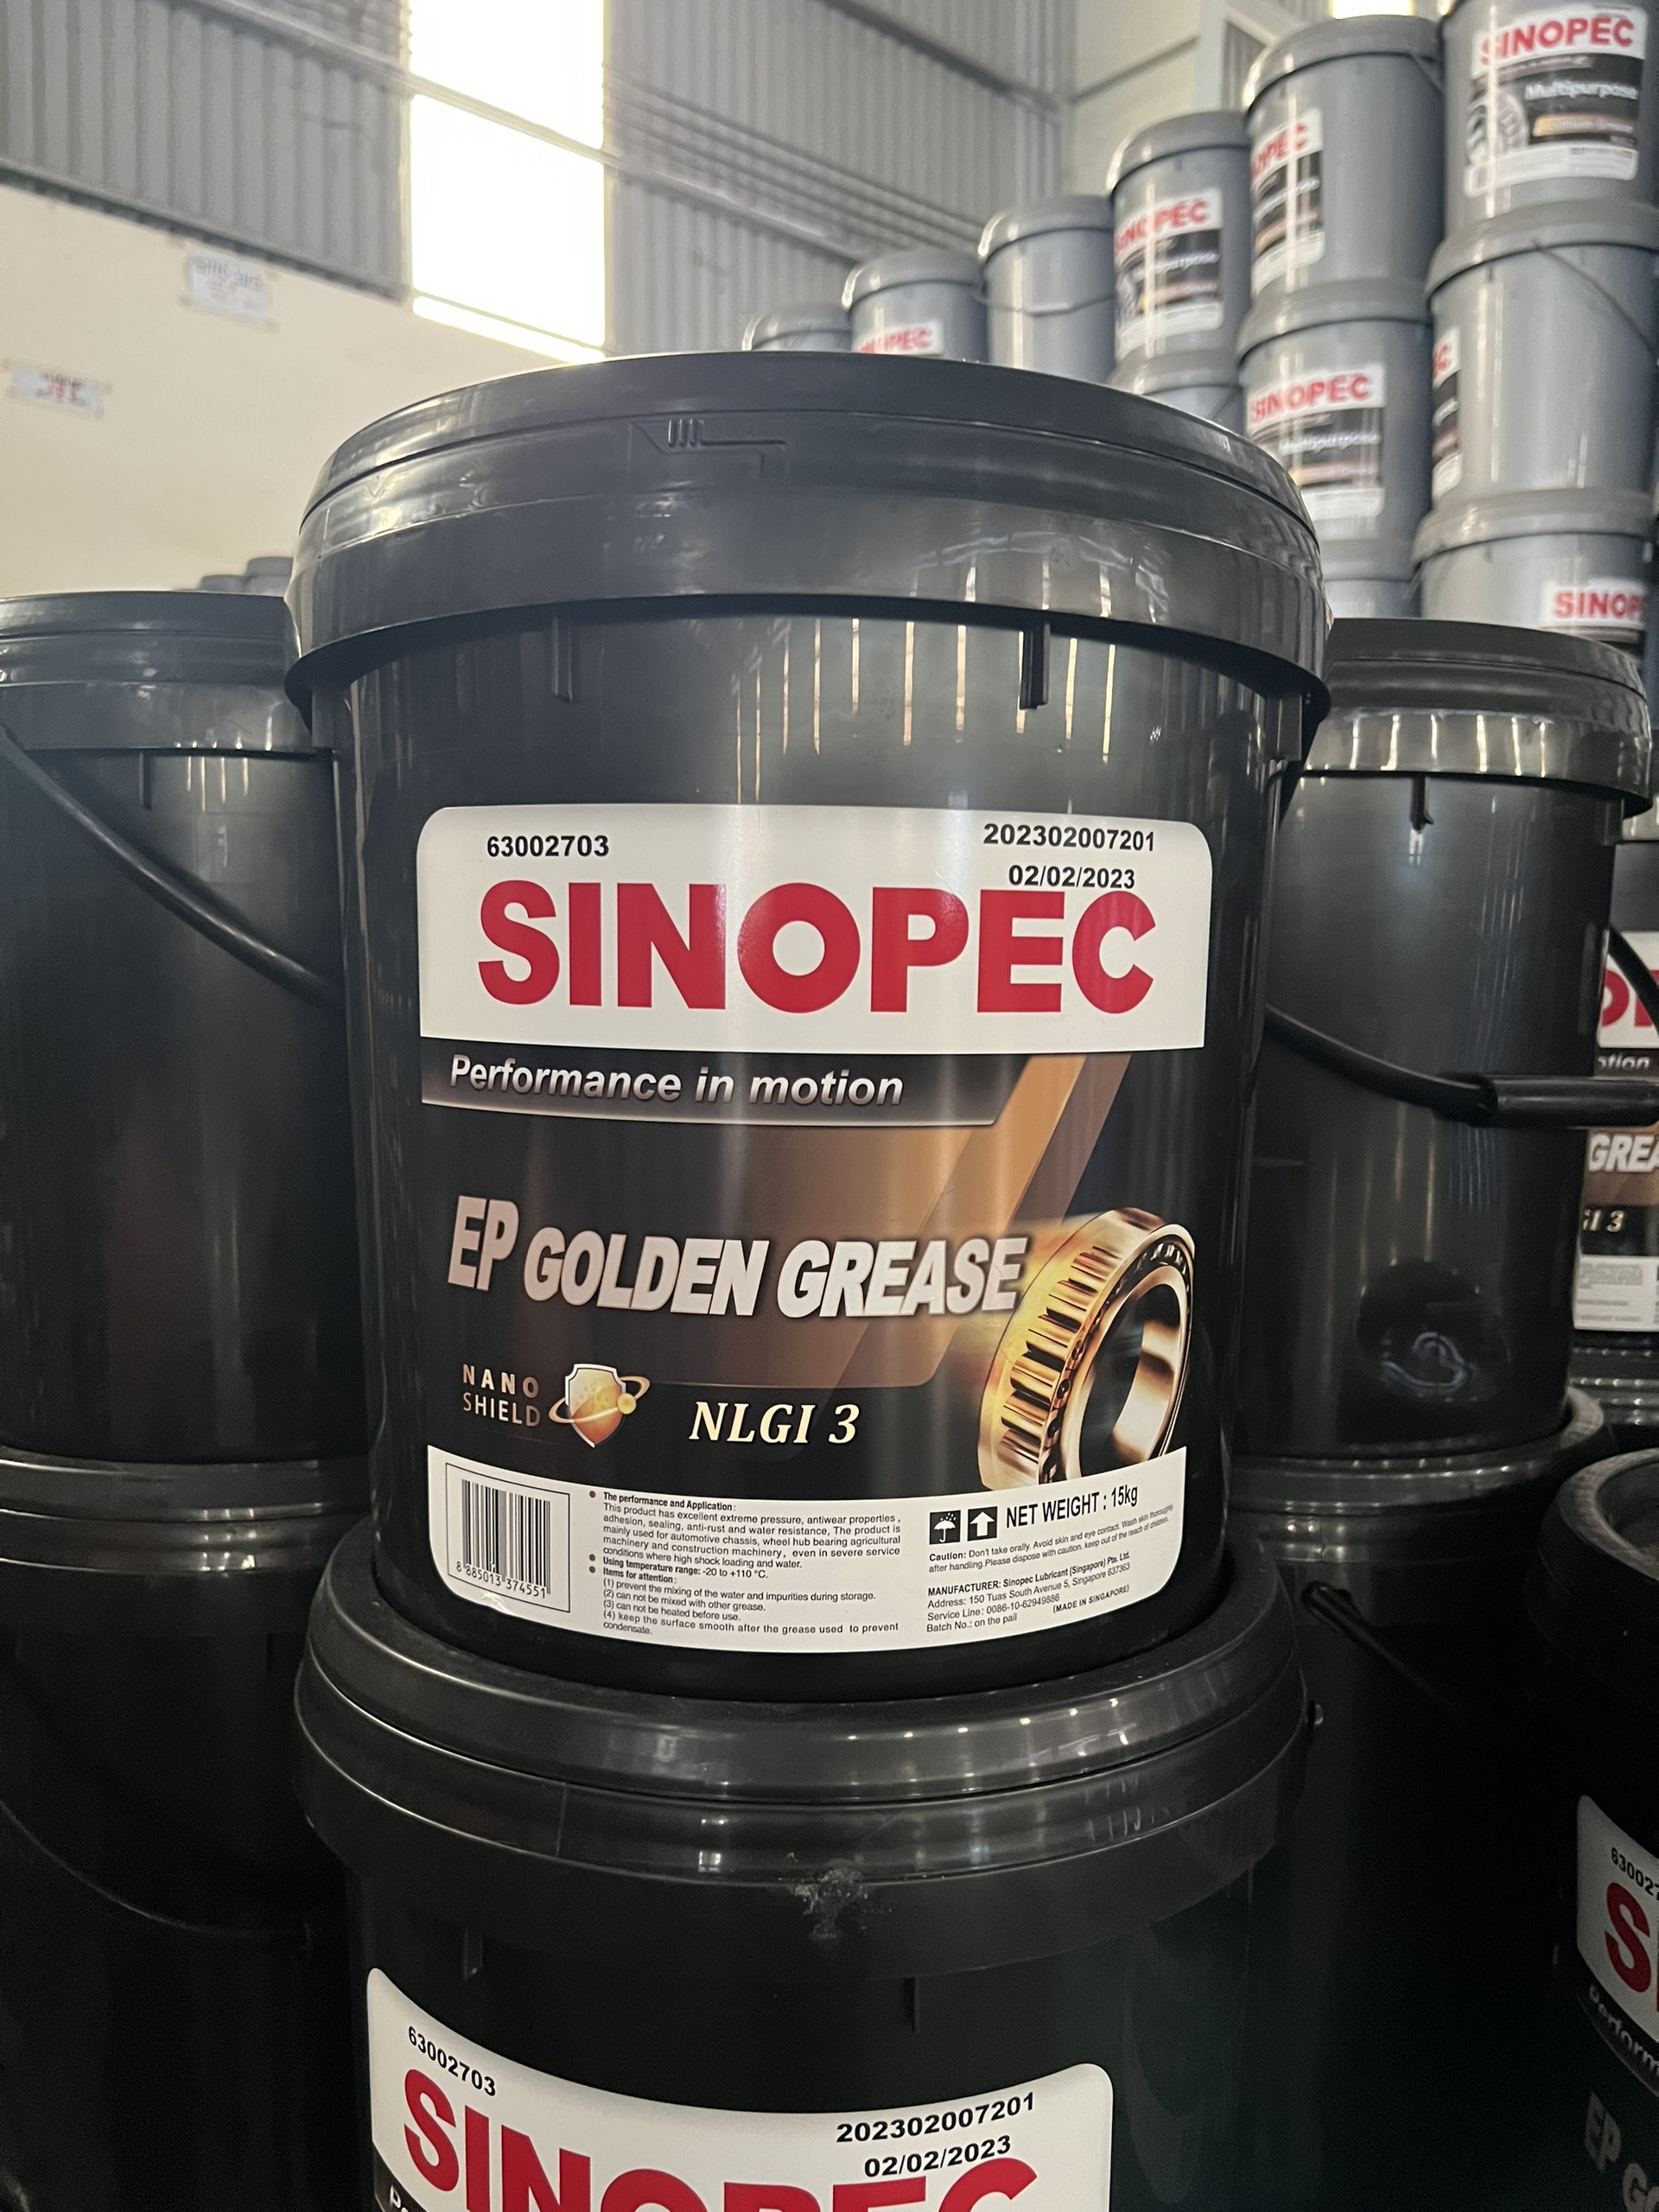 SINOPEC
Multipurpose
SINOPEC
Multipurpose
SINOPEC
Multipurpose
63002703
202302007201
02/02/2023
SINOPEC
Performance in motion
EP GOLDEN GREASE
NANO
SHIELD
NLGI 3
8 885013 374551
The performance and Application :
This product has excellent extreme pressure, antiwear properties ,
adhesion, sealing, anti-rust and water resistance, The product is
mainly used for automotive chassis, wheel hub bearing agricultural
machinery and construction machinery , even in severe service
conditions where high shock loading and water.
Using temperature range: -20 to +110 °C.
Items for attention :
(1) prevent the mixing of the water and impurities during storage.
(2) can not be mixed with other grease.
(3) can not be heated before use.
(4) keep the surface smooth after the grease used to prevent
condensate.
NET WEIGHT : 15kg
Caution: Don't take orally. Avoid skin and eye contact. Wash skin thoroughly
after handling.Please dispose with caution, keep out of the reach of children.
MANUFACTURER: Sinopec Lubricant (Singapore) Pte. Ltd.
Address: 150 Tuas South Avenue 5, Singapore 637363
Service Line: 0086-10-62949886
(MADE IN SINGAPORE)
Batch No.: on the pail
63002703
202302007201
02/02/2023
SINOPEC